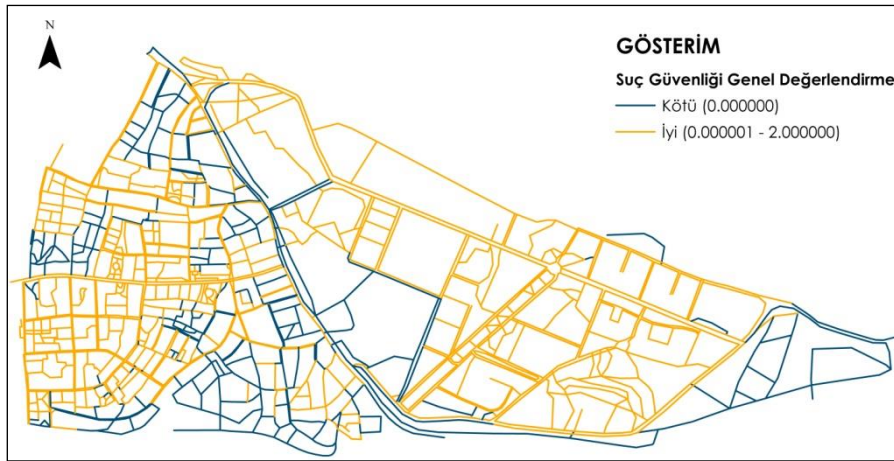 N
GÖSTERİM
Suç Güvenliği Genel Değerlendirme
Kötü (0.000000)
İyi (0.000001 - 2.000000)